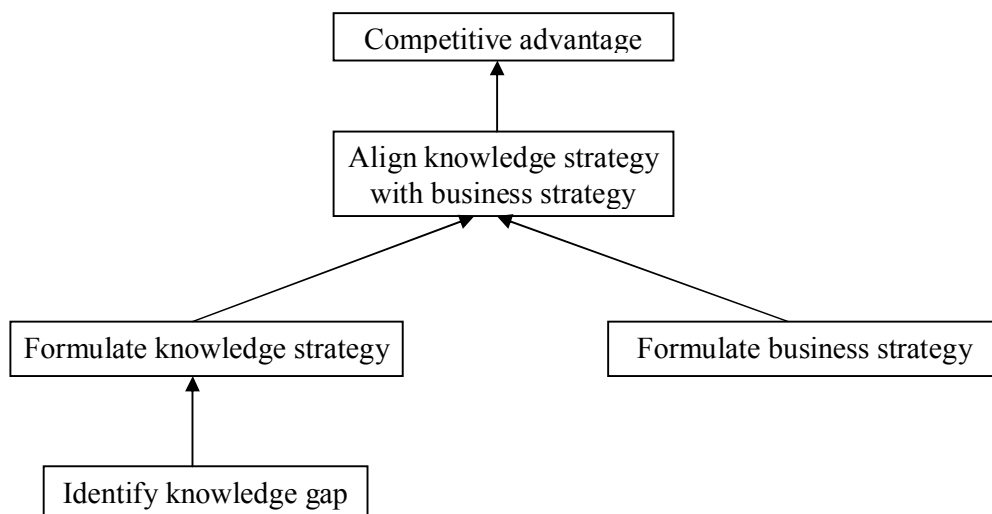 Competitive advantage
Align knowledge strategy
with business strategy
Formulate knowledge strategy
Formulate business strategy
Identify knowledge gap